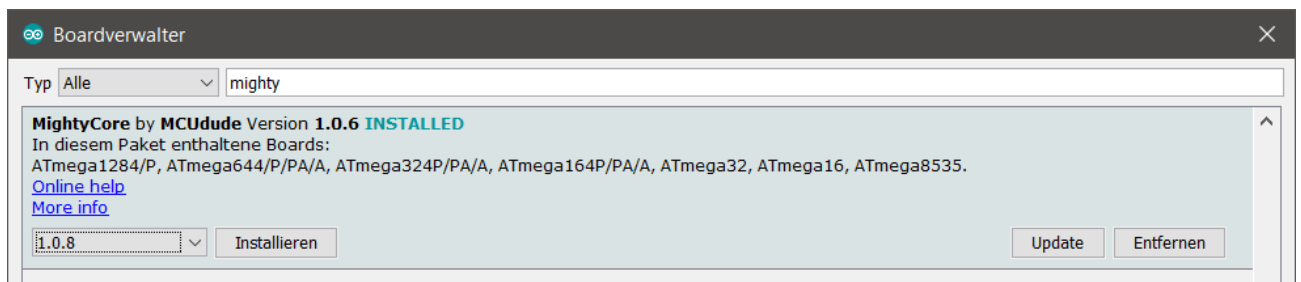 Boardverwalter
Typ Alle mighty
MightyCore by MCUdude Version 1.0.6 INSTALLED
In diesem Paket enthaltene Boards:
ATmega1284/P, ATmega644/P/PA/A, ATmega324P/PA/A, ATmega164P/PA/A, ATmega32, ATmega16, ATmega8535.
Online help
More info
1.0.8 Installieren Update Entfernen